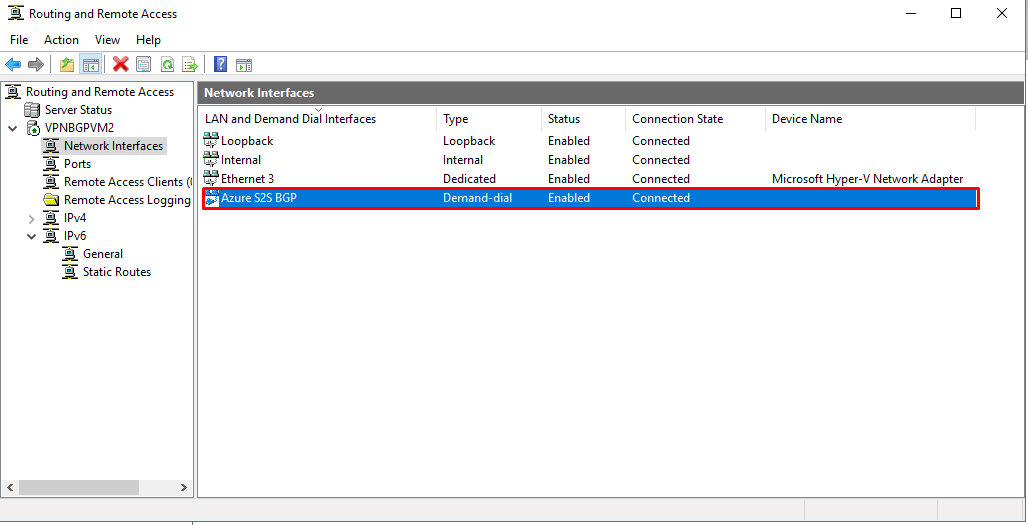 Routing and Remote Access
File Action View Help
Routing and Remote Access
Server Status
VPNBGPVM2
Network Interfaces
Ports
Remote Access Clients (
Remote Access Logging
IPv4
IPv6
General
Static Routes
Network Interfaces
LAN and Demand Dial Interfaces Type Status Connection State Device Name
Loopback Loopback Enabled Connected
Internal Internal Enabled Connected
Ethernet 3 Dedicated Enabled Connected Microsoft Hyper-V Network Adapter
Azure S2S BGP Demand-dial Enabled Connected